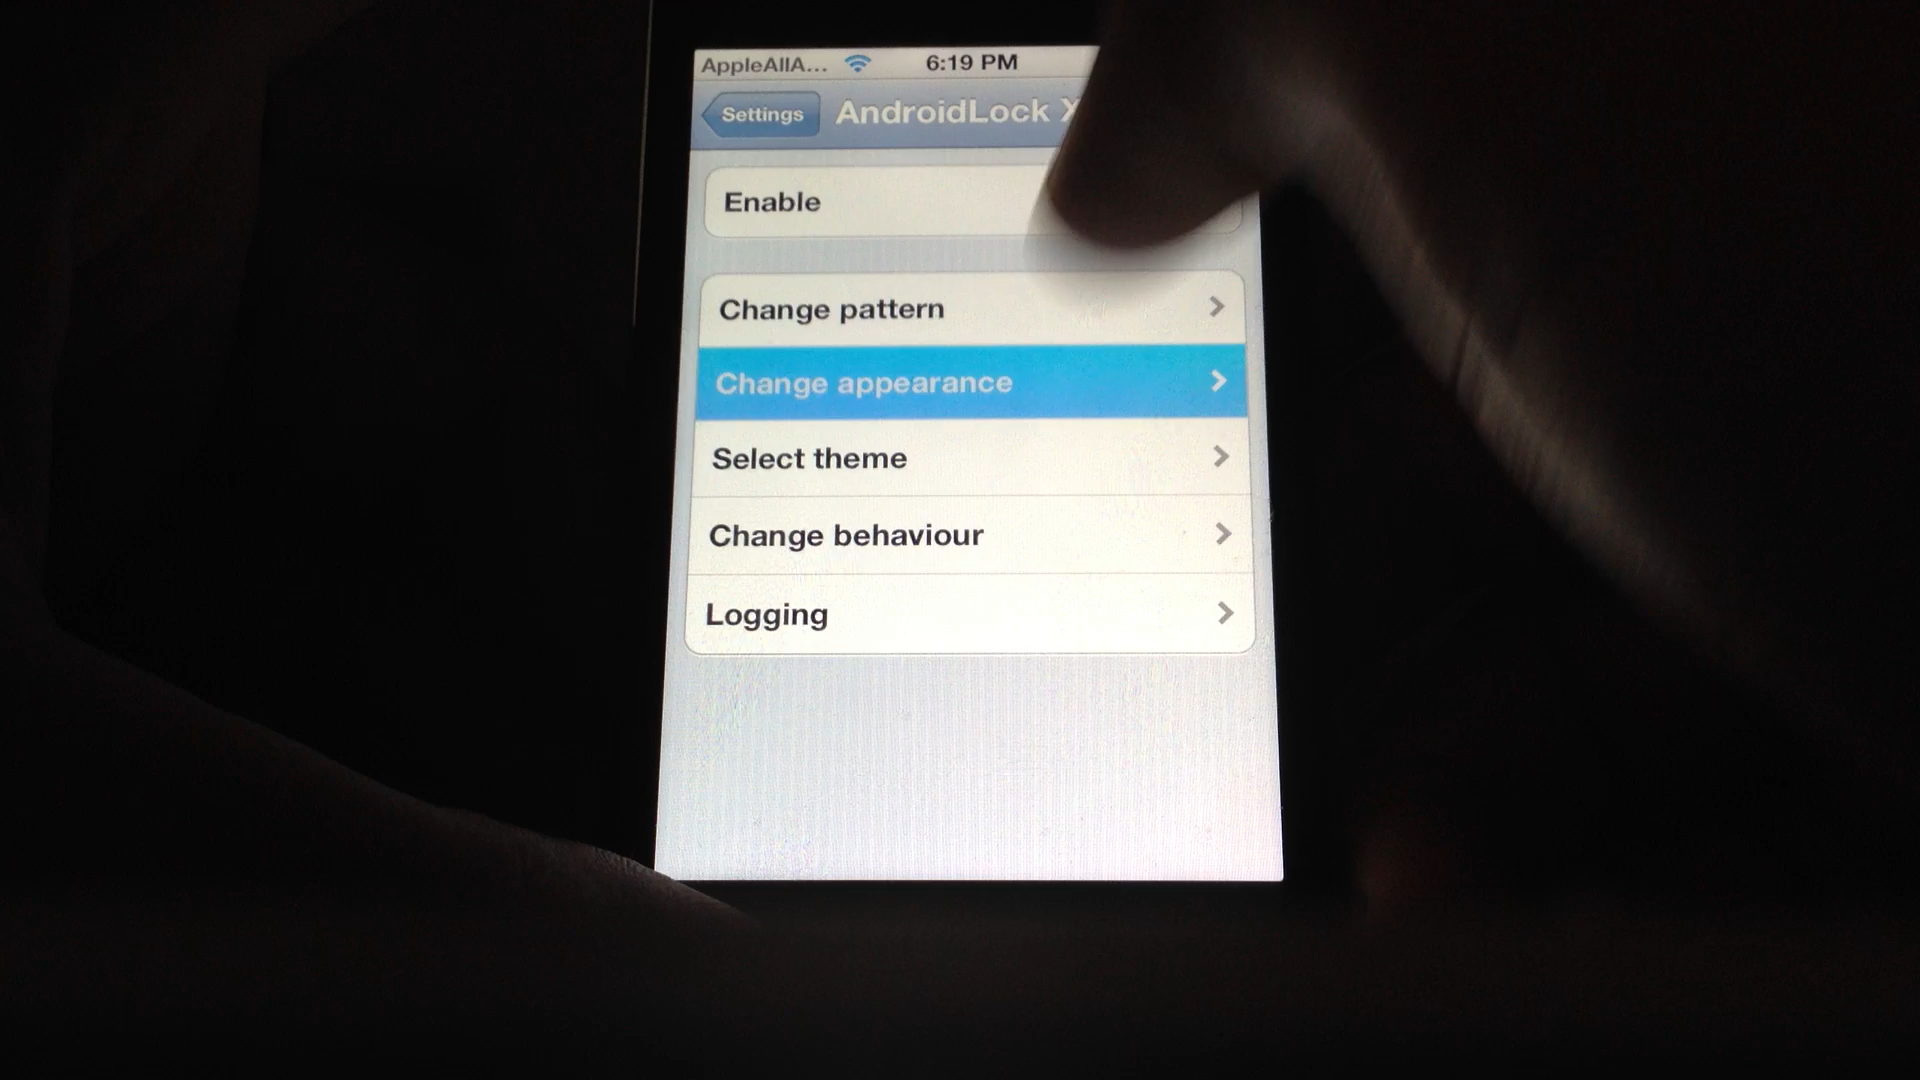 AppleAllA... 6:19 PM
Settings AndroidLock X
Enable
Change pattern
Change appearance
Select theme
Change behaviour
Logging